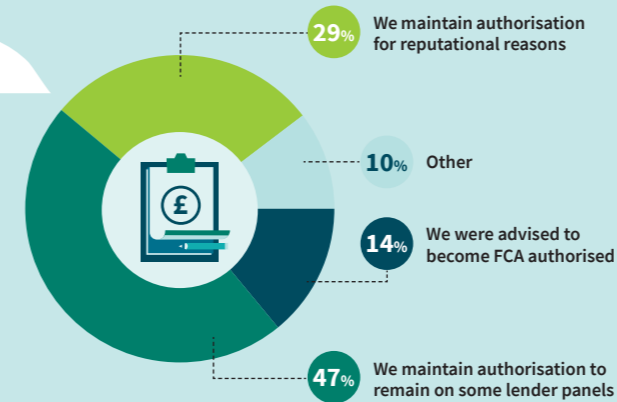 29%
We maintain authorisation
for reputational reasons
£
10%
Other
14%
We were advised to
become FCA authorised
47%
We maintain authorisation to
remain on some lender panels